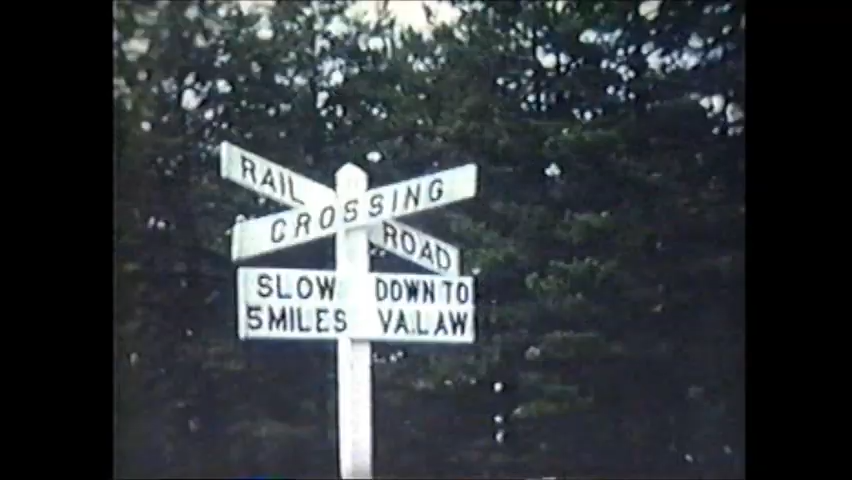 RAIL ROAD
CROSSING
SLOW DOWN TO
5 MILES VA. LAW